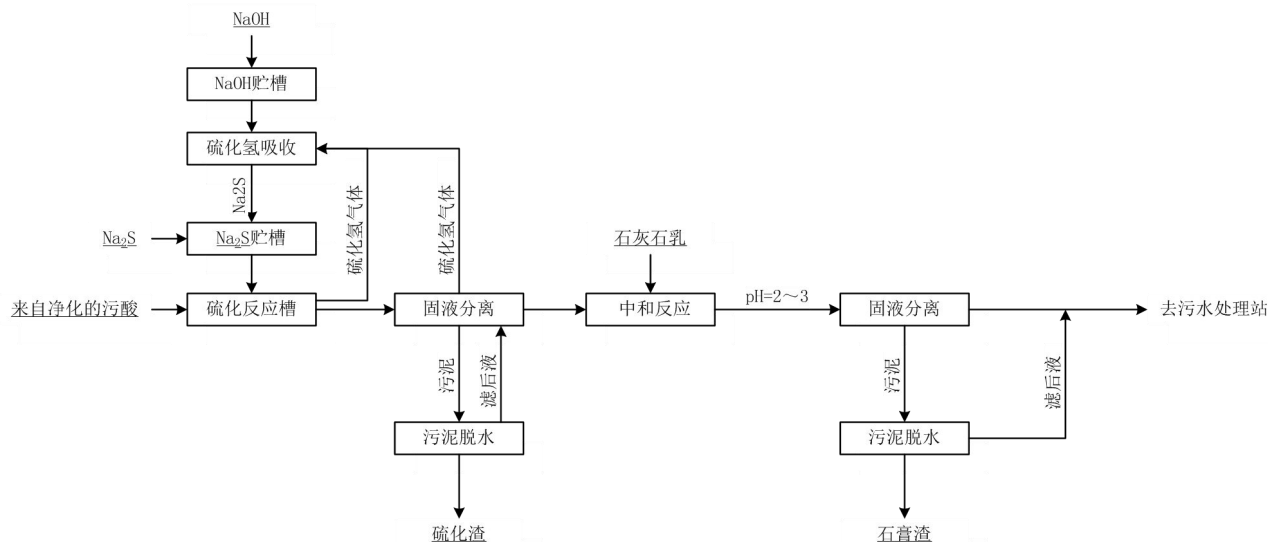 NaOH
NaOH贮槽
硫化氢吸收
Na2S
硫化氢气体
硫化氢气体
Na2S
Na2S贮槽
石灰石乳
来自净化的污酸
硫化反应槽
固液分离
中和反应
pH=2～3
固液分离
去污水处理站
污泥
滤后液
污泥
滤后液
污泥脱水
污泥脱水
硫化渣
石膏渣